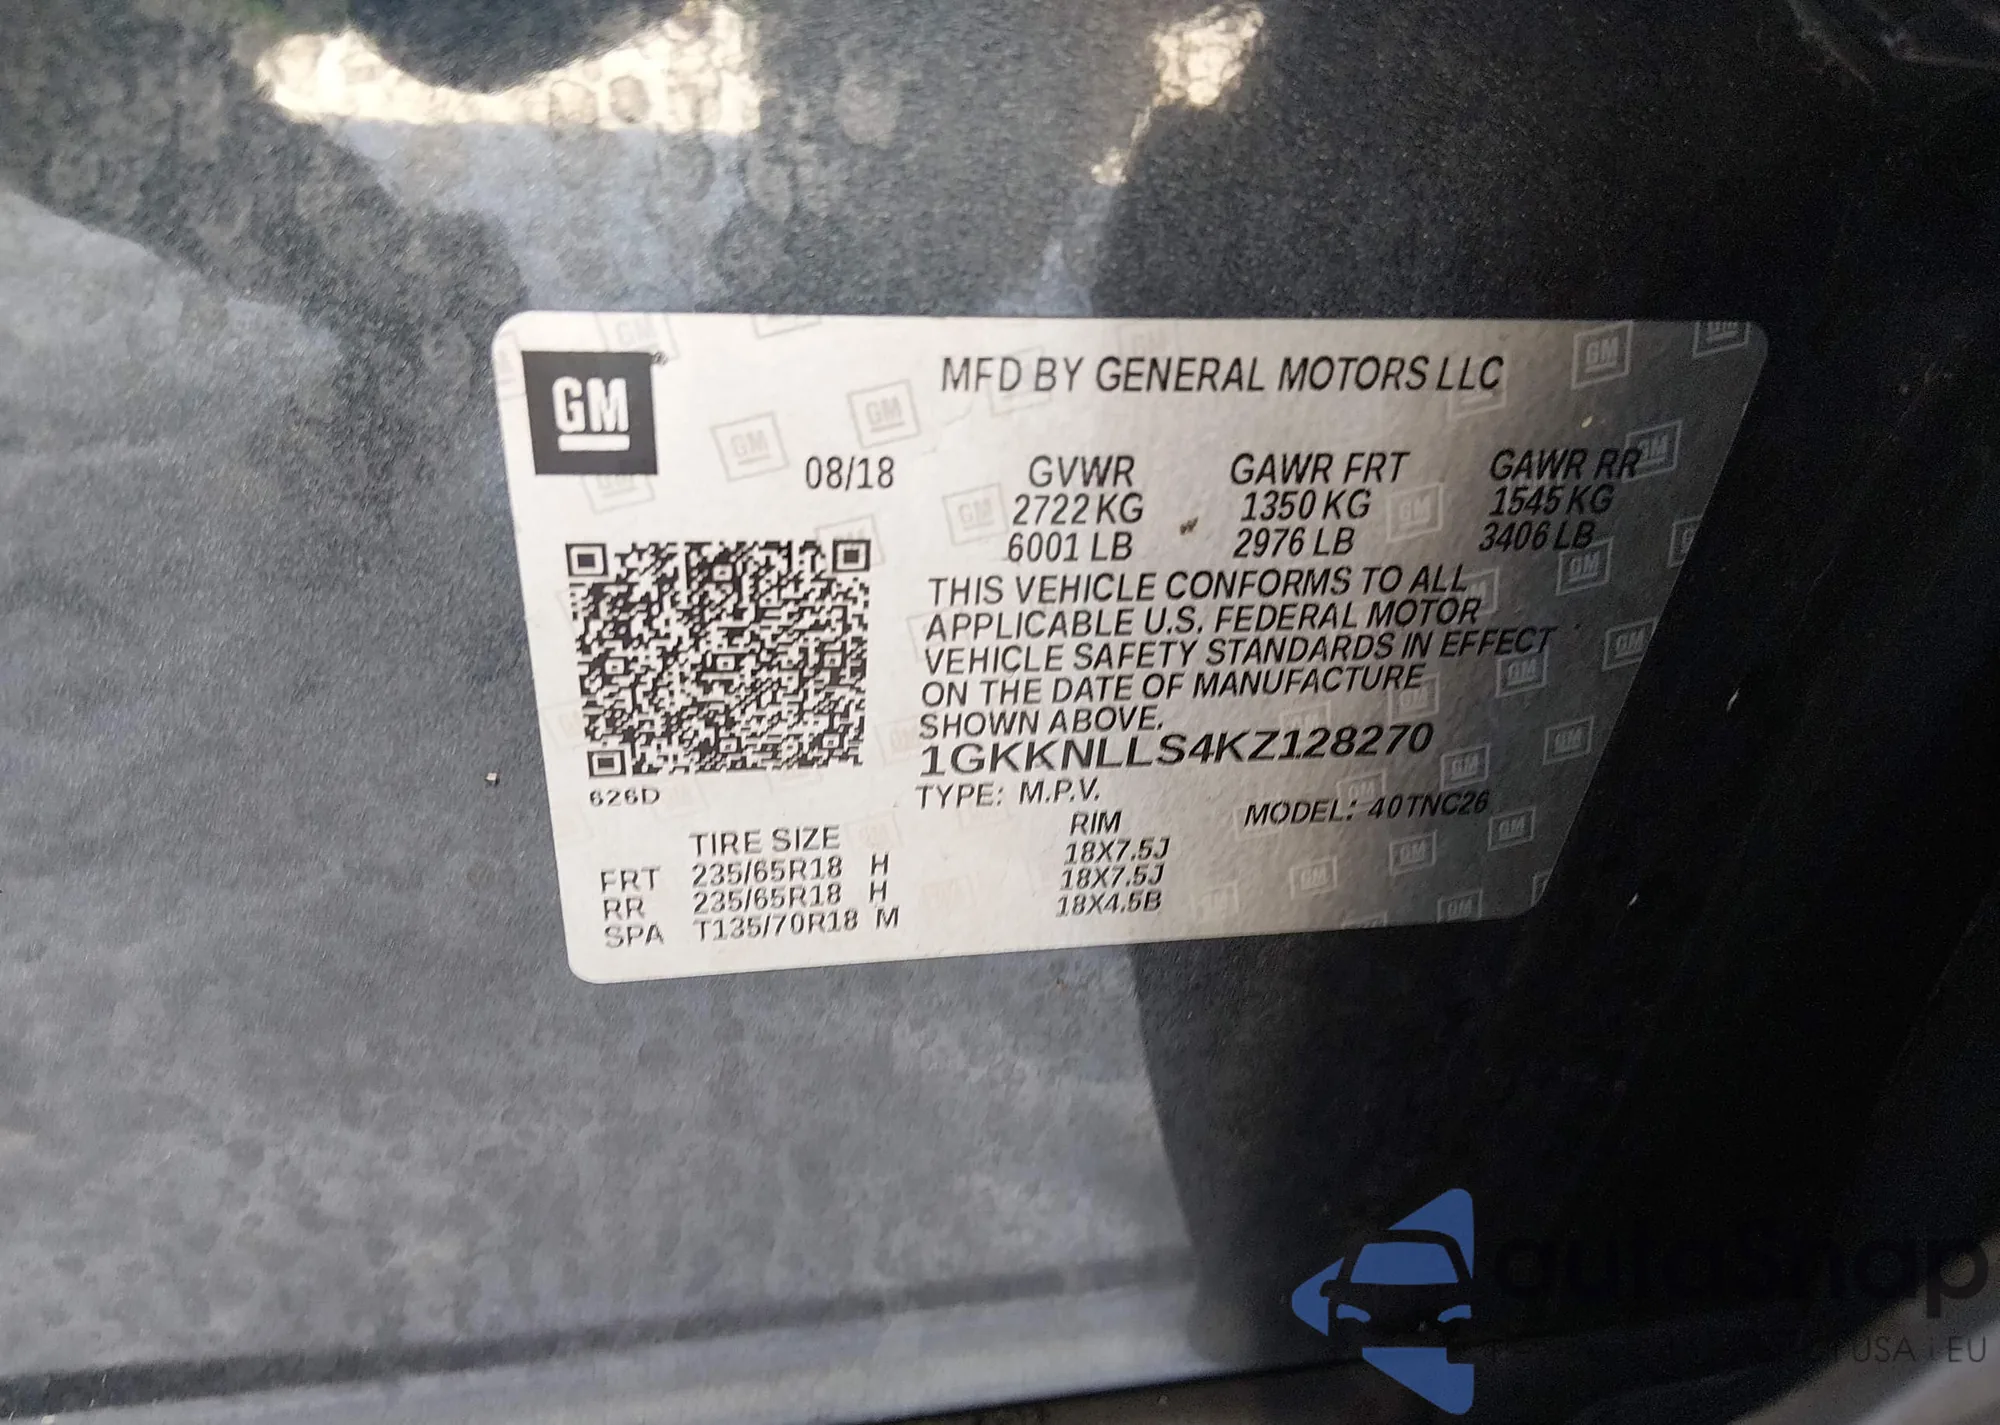 GM
MFD BY GENERAL MOTORS LLC
08/18 GVWR GAWR FRT GAWR RR
2722 KG 1350 KG 1545 KG
6001 LB 2976 LB 3406 LB
THIS VEHICLE CONFORMS TO ALL
APPLICABLE U.S. FEDERAL MOTOR
VEHICLE SAFETY STANDARDS IN EFFECT
ON THE DATE OF MANUFACTURE
SHOWN ABOVE.
1GKKNLLS4KZ128270
626D
TYPE: M.P.V. MODEL: 40TNC26
TIRE SIZE RIM
FRT 235/65R18 H 18X7.5J
RR 235/65R18 H 18X7.5J
SPA T135/70R18 M 18X4.5B
USA i EU